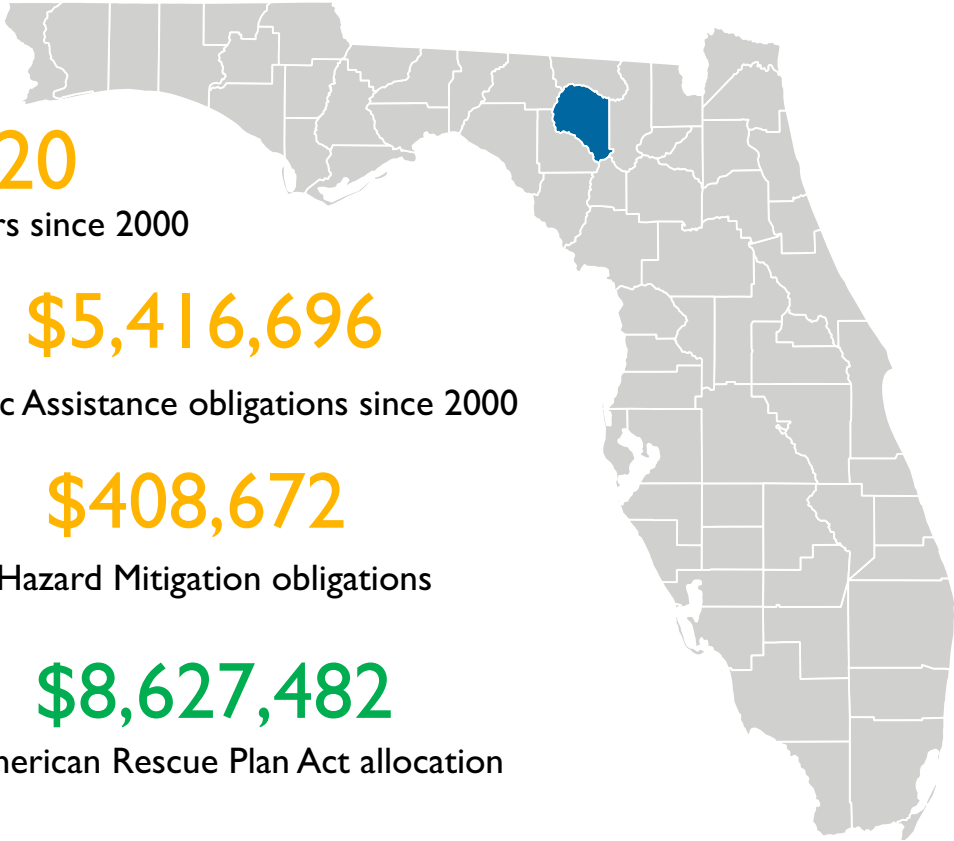 20
rs since 2000
$5,416,696
c Assistance obligations since 2000
$408,672
Hazard Mitigation obligations
$8,627,482
merican Rescue Plan Act allocation